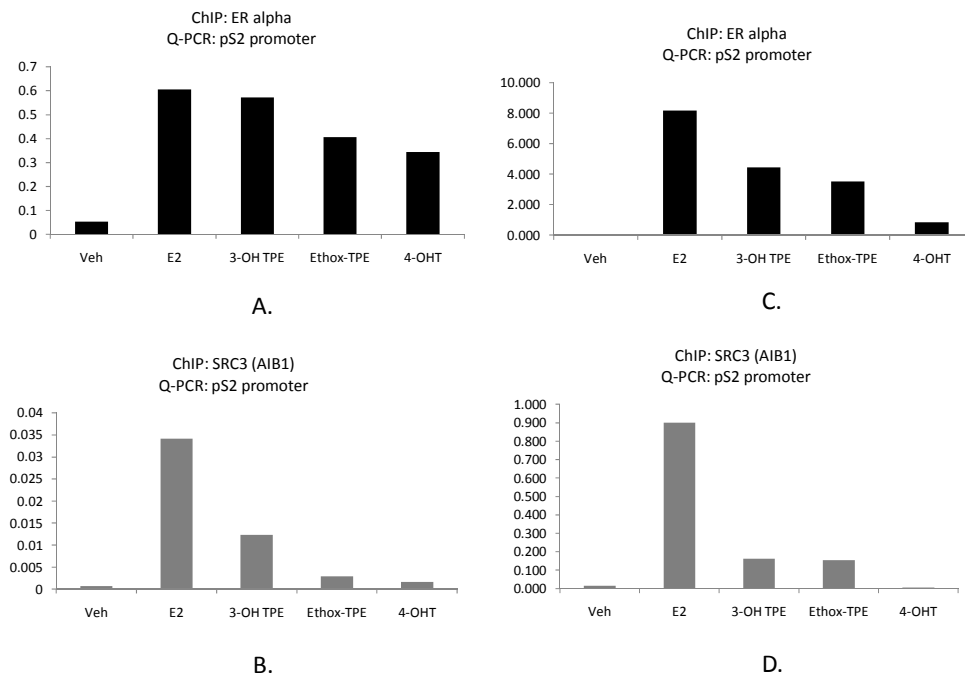 ChIP: ER alpha
Q-PCR: pS2 promoter
0.7
0.6
0.5
0.4
0.3
0.2
0.1
0
Veh E2 3-OH TPE Ethox-TPE 4-OHT
A.
ChIP: ER alpha
Q-PCR: pS2 promoter
10.000
8.000
6.000
4.000
2.000
0.000
Veh E2 3-OH TPE Ethox-TPE 4-OHT
C.
ChIP: SRC3 (AIB1)
Q-PCR: pS2 promoter
0.04
0.035
0.03
0.025
0.02
0.015
0.01
0.005
0
Veh E2 3-OH TPE Ethox-TPE 4-OHT
B.
ChIP: SRC3 (AIB1)
Q-PCR: pS2 promoter
1.000
0.900
0.800
0.700
0.600
0.500
0.400
0.300
0.200
0.100
0.000
Veh E2 3-OH TPE Ethox-TPE 4-OHT
D.